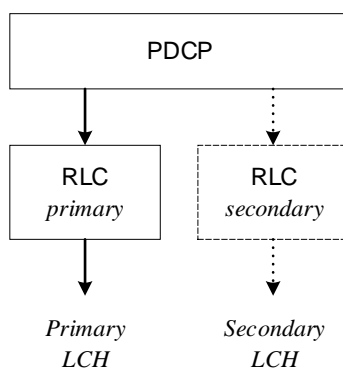 PDCP
RLC
primary
RLC
secondary
Primary
LCH
Secondary
LCH